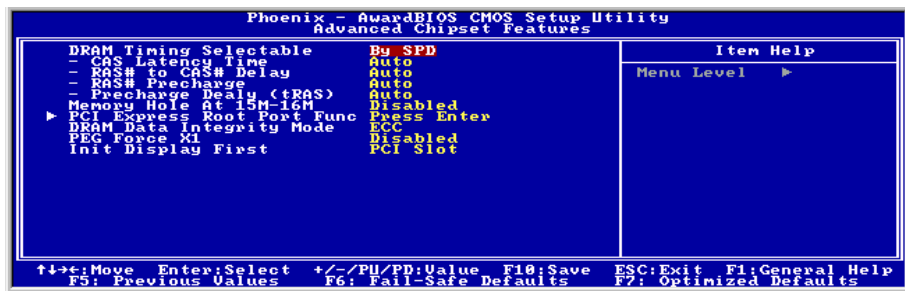 Phoenix - AwardBIOS CMOS Setup Utility
Advanced Chipset Features
DRAM Timing Selectable By SPD
- CAS Latency Time Auto
- RAS# to CAS# Delay Auto
- RAS# Precharge Auto
- Precharge Dealy (tRAS) Auto
Memory Hole At 15M-16M Disabled
► PCI Express Root Port Func Press Enter
DRAM Data Integrity Mode ECC
PEG Force X1 Disabled
Init Display First PCI Slot
Item Help
Menu Level ►
↑↓→←:Move Enter:Select +/-/PU/PD:Value F10:Save ESC:Exit F1:General Help
F5: Previous Values F6: Fail-Safe Defaults F7: Optimized Defaults